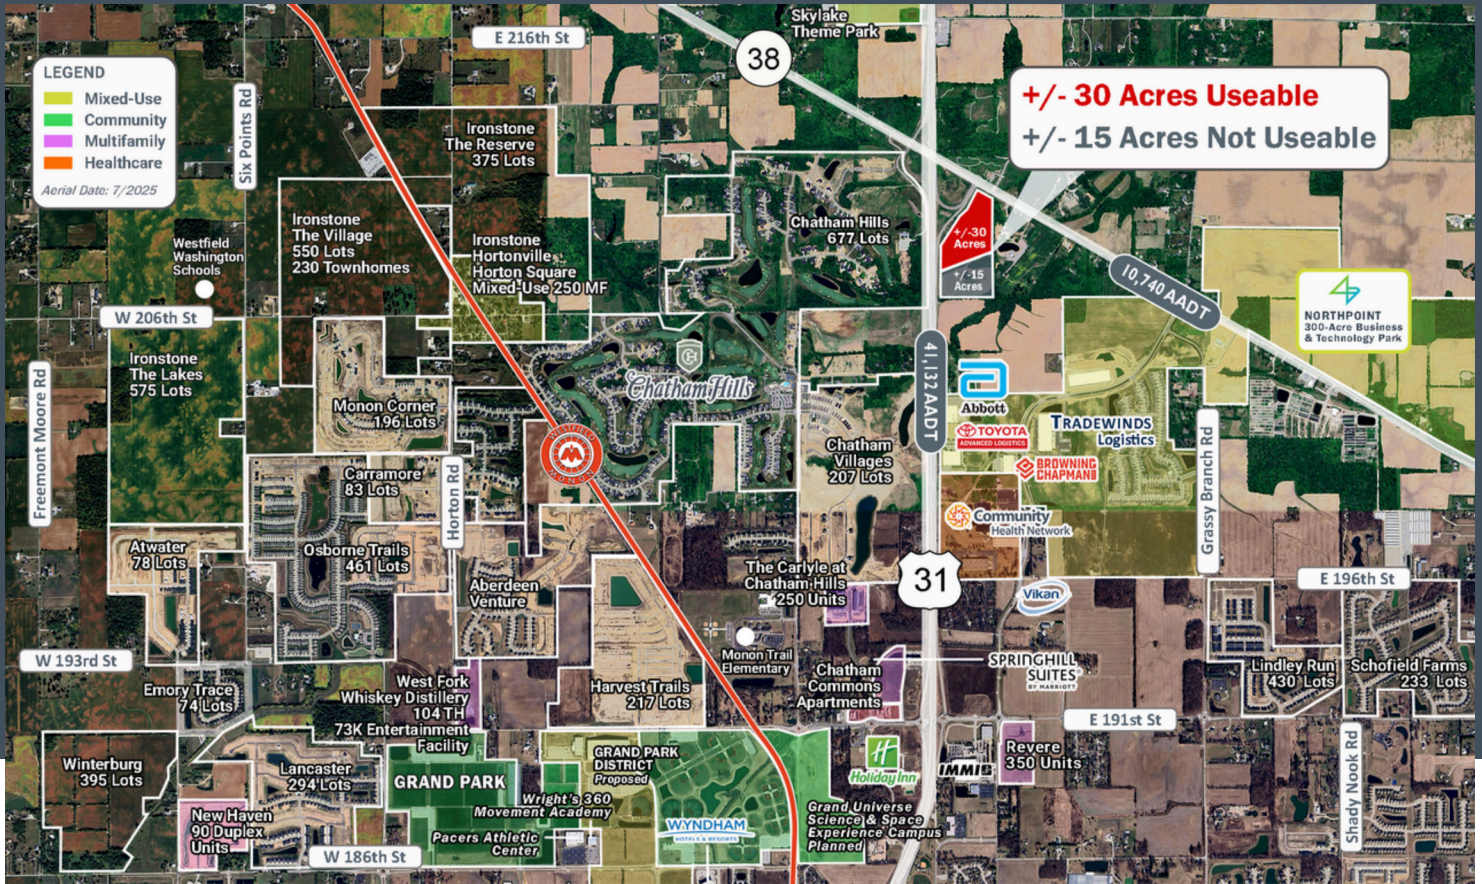 E 216th St
Skylake
Theme Park
38
LEGEND
Mixed-Use
Community
Multifamily
Healthcare
Aerial Date: 7/2025
Six Points Rd
+/- 30 Acres Useable
+/- 15 Acres Not Useable
Ironstone
The Reserve
375 Lots
Ironstone
The Village
550 Lots
230 Townhomes
Ironstone
Hortonville
Horton Square
Mixed-Use 250 MF
Chatham Hills
677 Lots
+/-30
Acres
+/-15
Acres
Westfield
Washington
Schools
10,740 AADT
NORTHPOINT
300-Acre Business
& Technology Park
W 206th St
Ironstone
The Lakes
575 Lots
Freemont Moore Rd
CH
Chatham Hills
41,132 AADT
Abbott
TOYOTA
ADVANCED LOGISTICS
TRADEWINDS
Logistics
BROWNING
CHAPMAN
Monon Corner
196 Lots
WESTFIELD
M
MONON
Chatham
Villages
207 Lots
Grassy Branch Rd
Carramore
83 Lots
Horton Rd
Community
Health Network
Atwater
78 Lots
Osborne Trails
461 Lots
Aberdeen
Venture
The Carlyle at
Chatham Hills
250 Units
31
Vikan
E 196th St
W 193rd St
Monon Trail
Elementary
SPRINGHILL
SUITES
BY MARRIOTT
Lindley Run
430 Lots
Schofield Farms
233 Lots
Emory Trace
74 Lots
West Fork
Whiskey Distillery
104 TH
73K Entertainment
Facility
Harvest Trails
217 Lots
Chatham
Commons
Apartments
E 191st St
Winterburg
395 Lots
Lancaster
294 Lots
GRAND PARK
GRAND PARK
DISTRICT
Proposed
H
Holiday Inn
IMMI
Revere
350 Units
Shady Nook Rd
New Haven
90 Duplex
Units
Wright's 360
Movement Academy
Pacers Athletic
Center
WYNDHAM
HOTELS & RESORTS
Grand Universe
Science & Space
Experience Campus
Planned
W 186th St